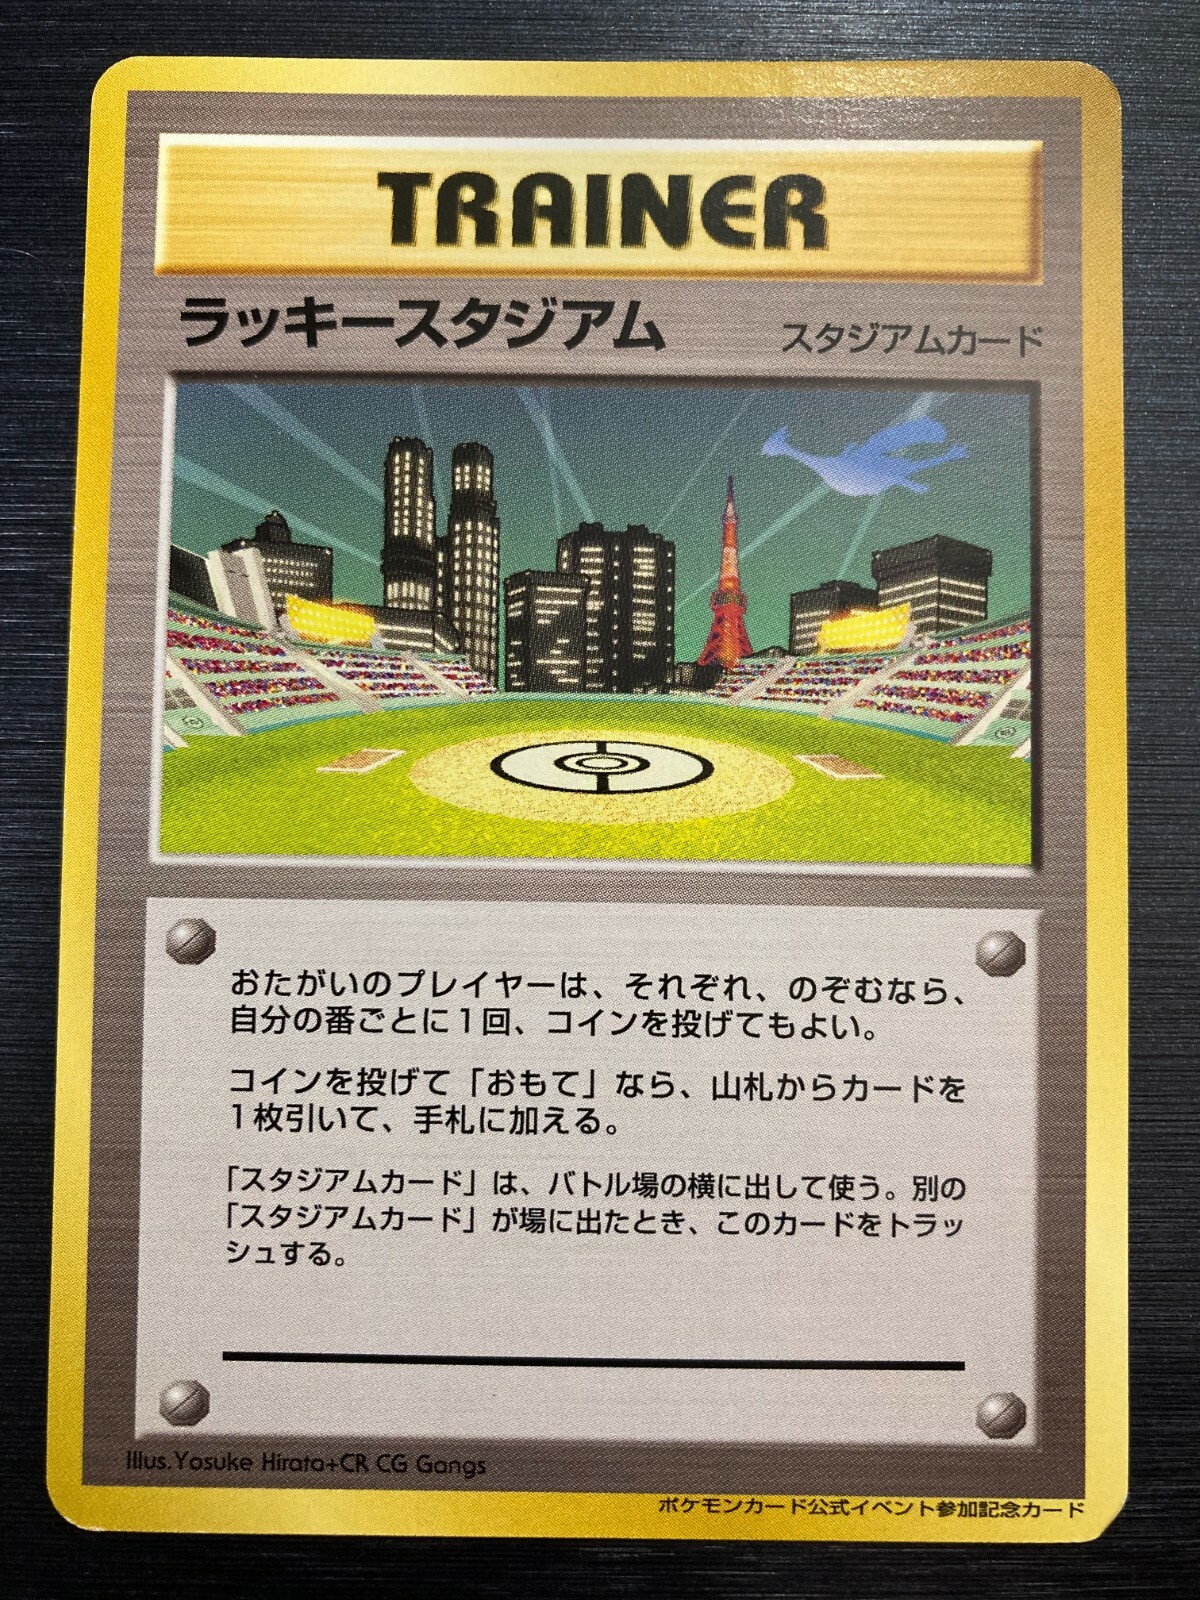 TRAINER
ラッキースタジアム
スタジアムカード
おたがいのプレイヤーは、それぞれ、のぞむなら、
自分の番ごとに1回、コインを投げてもよい。
コインを投げて「おもて」なら、山札からカードを
1枚引いて、手札に加える。
「スタジアムカード」は、バトル場の横に出して使う。別の
「スタジアムカード」が場に出たとき、このカードをトラッ
シュする。
Illus.Yosuke Hirata+CR CG Gangs
ポケモンカード公式イベント参加記念カード